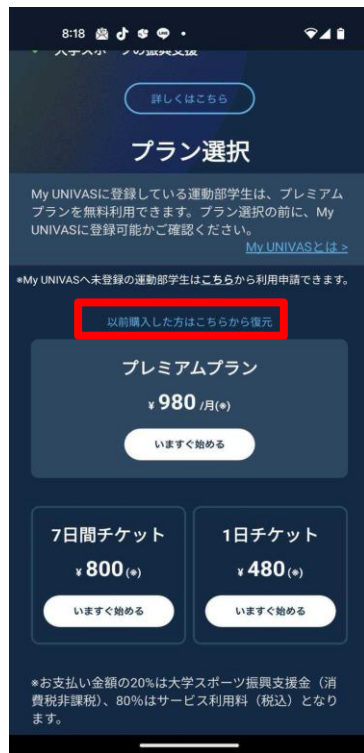 8:18
大学スポーツの振興支援
詳しくはこちら
プラン選択
My UNIVASに登録している運動部学生は、プレミアム
プランを無料利用できます。プラン選択の前に、My
UNIVASに登録可能かご確認ください。
My UNIVASとは >
※My UNIVASへ未登録の運動部学生はこちらから利用申請できます。
以前購入した方はこちらから復元
プレミアムプラン
¥ 980 /月(※)
いますぐ始める
7日間チケット
¥ 800 (※)
いますぐ始める
1日チケット
¥ 480 (※)
いますぐ始める
※お支払い金額の20%は大学スポーツ振興支援金（消
費税非課税）、80%はサービス利用料（税込）となり
ます。